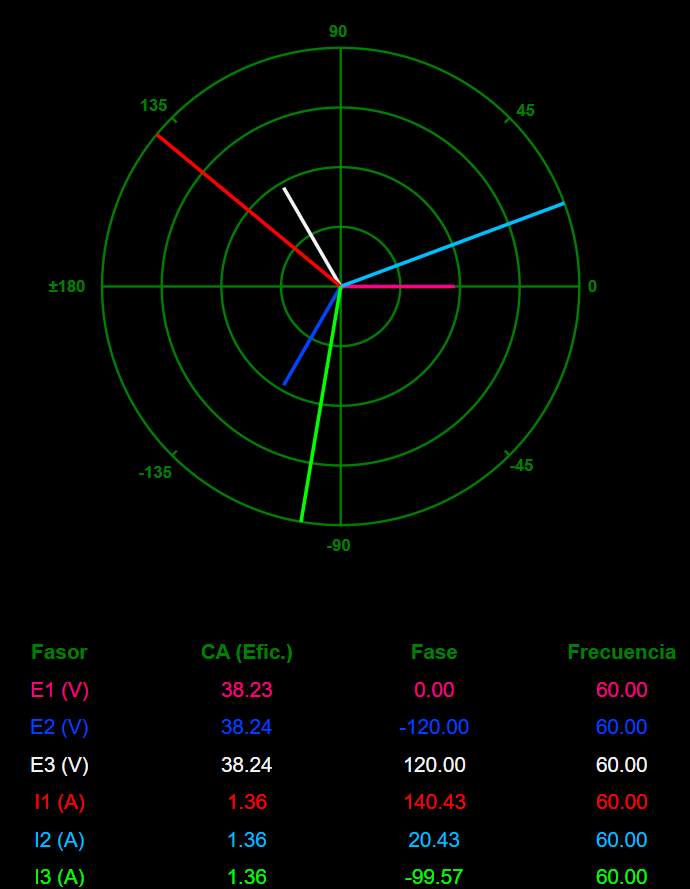 90
135
45
±180
0
-135
-45
-90
Fasor CA (Efic.) Fase Frecuencia
E1 (V) 38.23 0.00 60.00
E2 (V) 38.24 -120.00 60.00
E3 (V) 38.24 120.00 60.00
I1 (A) 1.36 140.43 60.00
I2 (A) 1.36 20.43 60.00
I3 (A) 1.36 -99.57 60.00